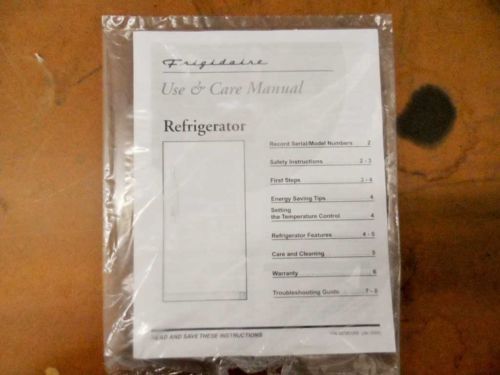 Frigidaire
Use & Care Manual
Refrigerator
Record Serial/Model Numbers 2
Safety Instructions 2 - 3
First Steps 3 - 4
Energy Saving Tips 4
Setting
the Temperature Control 4
Refrigerator Features 4 - 5
Care and Cleaning 5
Warranty 6
Troubleshooting Guide 7 - 8
READ AND SAVE THESE INSTRUCTIONS